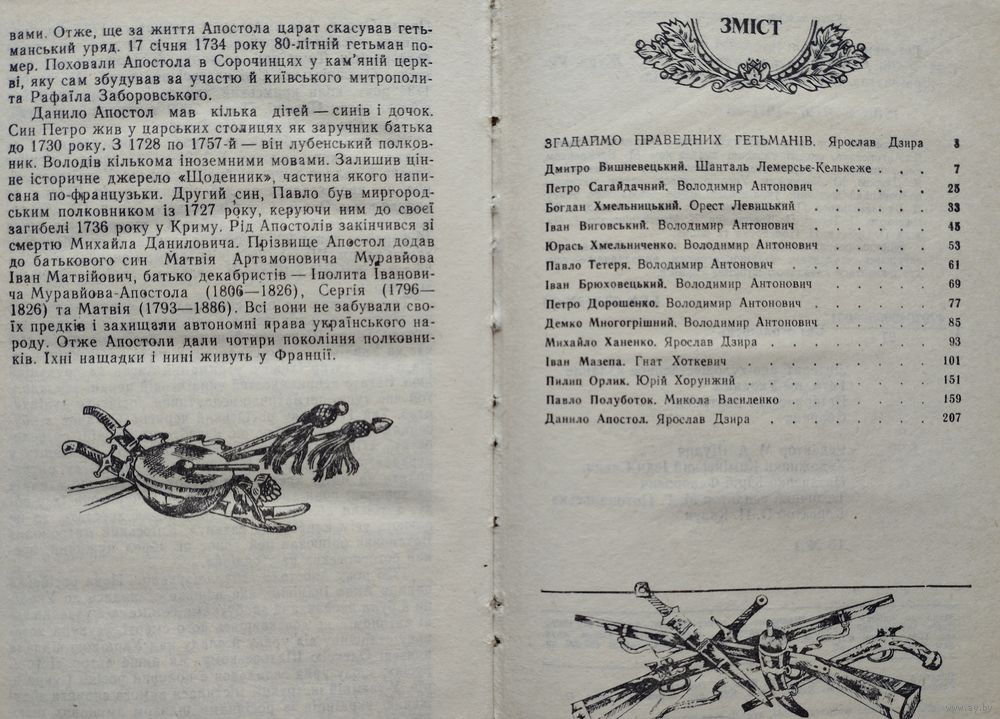 вами. Отже, ще за життя Апостола царат скасував геть-
манський уряд. 17 січня 1734 року 80-літній гетьман по-
мер. Поховали Апостола в Сорочинцях у кам'яній церк-
ві, яку сам збудував за участю й київського митрополи-
та Рафаїла Заборовського.
Данило Апостол мав кілька дітей — синів і дочок.
Син Петро жив у царських столицях як заручник батька
до 1730 року. З 1728 по 1757-й — він лубенський полков-
ник. Володів кількома іноземними мовами. Залишив цін-
не історичне джерело «Щоденник», частина якого напи-
сана по-французьки. Другий син, Павло був миргород-
ським полковником із 1727 року, керуючи ним до своєї
загибелі 1736 року у Криму. Рід Апостолів закінчився зі
смертю Михайла Даниловича. Прізвище Апостол додав
до батькового син Матвія Артамоновича Муравйова
Іван Матвійович, батько декабристів — Іполита Іванови-
ча Муравйова-Апостола (1806—1826), Сергія (1796—
1826) та Матвія (1793—1886). Всі вони не забували сво-
їх предків і захищали автономні права українського на-
роду. Отже Апостоли дали чотири покоління полковни-
ків. Їхні нащадки і нині живуть у Франції.
ЗМІСТ
ЗГАДАЙМО ПРАВЕДНИХ ГЕТЬМАНІВ. Ярослав Дзира 3
Дмитро Вишневецький. Шанталь Лемерсьє-Келькеже . . . 7
Петро Сагайдачний. Володимир Антонович . . . . . . 25
Богдан Хмельницький. Орест Левицький . . . . . . . 33
Іван Виговський. Володимир Антонович . . . . . . . 45
Юрась Хмельниченко. Володимир Антонович . . . . . . 53
Павло Тетеря. Володимир Антонович . . . . . . . . 61
Іван Брюховецький. Володимир Антонович . . . . . . 69
Петро Дорошенко. Володимир Антонович . . . . . . . 77
Демко Многогрішний. Володимир Антонович . . . . . . 85
Михайло Ханенко. Ярослав Дзира . . . . . . . . . 93
Іван Мазепа. Гнат Хоткевич . . . . . . . . . . 101
Пилип Орлик. Юрій Хорунжий . . . . . . . . . . 151
Павло Полуботок. Микола Василенко . . . . . . . . 159
Данило Апостол. Ярослав Дзира . . . . . . . . . 207
www.ay.by